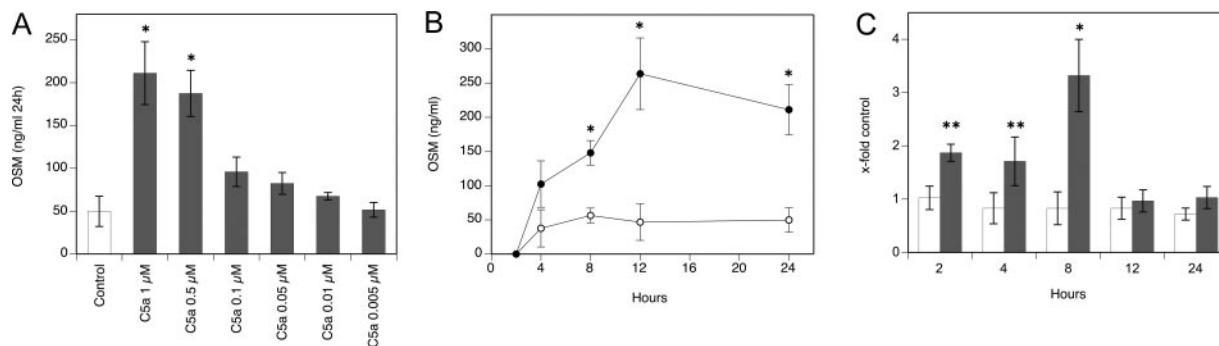 A
OSM (ng/ml 24h)
250
200
150
100
50
0
*
*
Control
C5a 1 µM
C5a 0.5 µM
C5a 0.1 µM
C5a 0.05 µM
C5a 0.01 µM
C5a 0.005 µM
B
OSM (ng/ml)
300
250
200
150
100
50
0
*
*
*
0 4 8 12 16 20 24
Hours
C
x-fold control
4
3
2
1
0
**
**
*
2 4 8 12 24
Hours